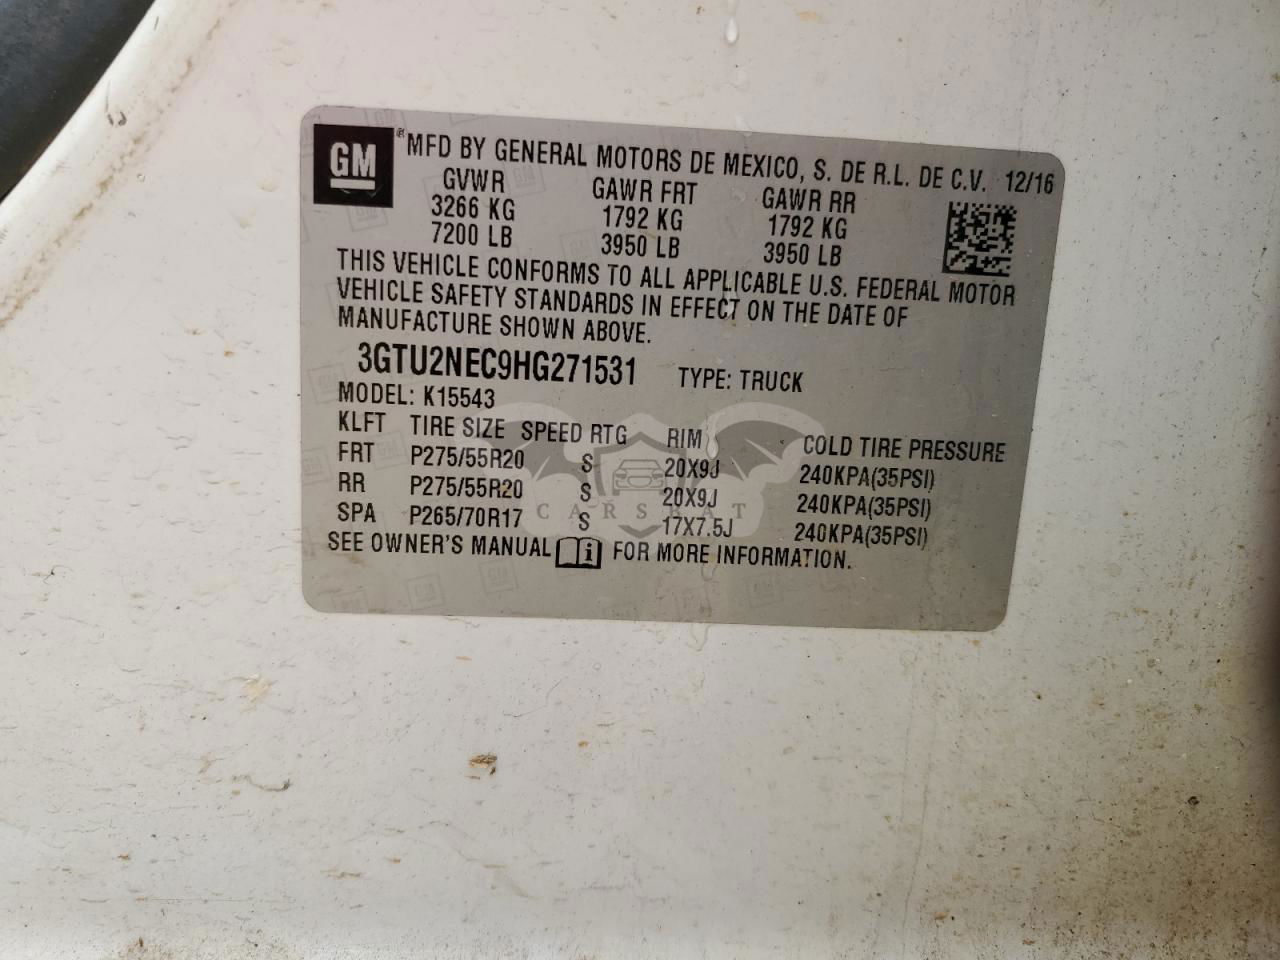 GM ® MFD BY GENERAL MOTORS DE MEXICO, S. DE R.L. DE C.V. 12/16
GVWR GAWR FRT GAWR RR
3266 KG 1792 KG 1792 KG
7200 LB 3950 LB 3950 LB
THIS VEHICLE CONFORMS TO ALL APPLICABLE U.S. FEDERAL MOTOR
VEHICLE SAFETY STANDARDS IN EFFECT ON THE DATE OF
MANUFACTURE SHOWN ABOVE.
3GTU2NEC9HG271531 TYPE: TRUCK
MODEL: K15543
KLFT TIRE SIZE SPEED RTG RIM COLD TIRE PRESSURE
FRT P275/55R20 S 20X9J 240KPA(35PSI)
RR P275/55R20 S 20X9J 240KPA(35PSI)
CARSBAT
SPA P265/70R17 S 17X7.5J 240KPA(35PSI)
SEE OWNER'S MANUAL i FOR MORE INFORMATION.